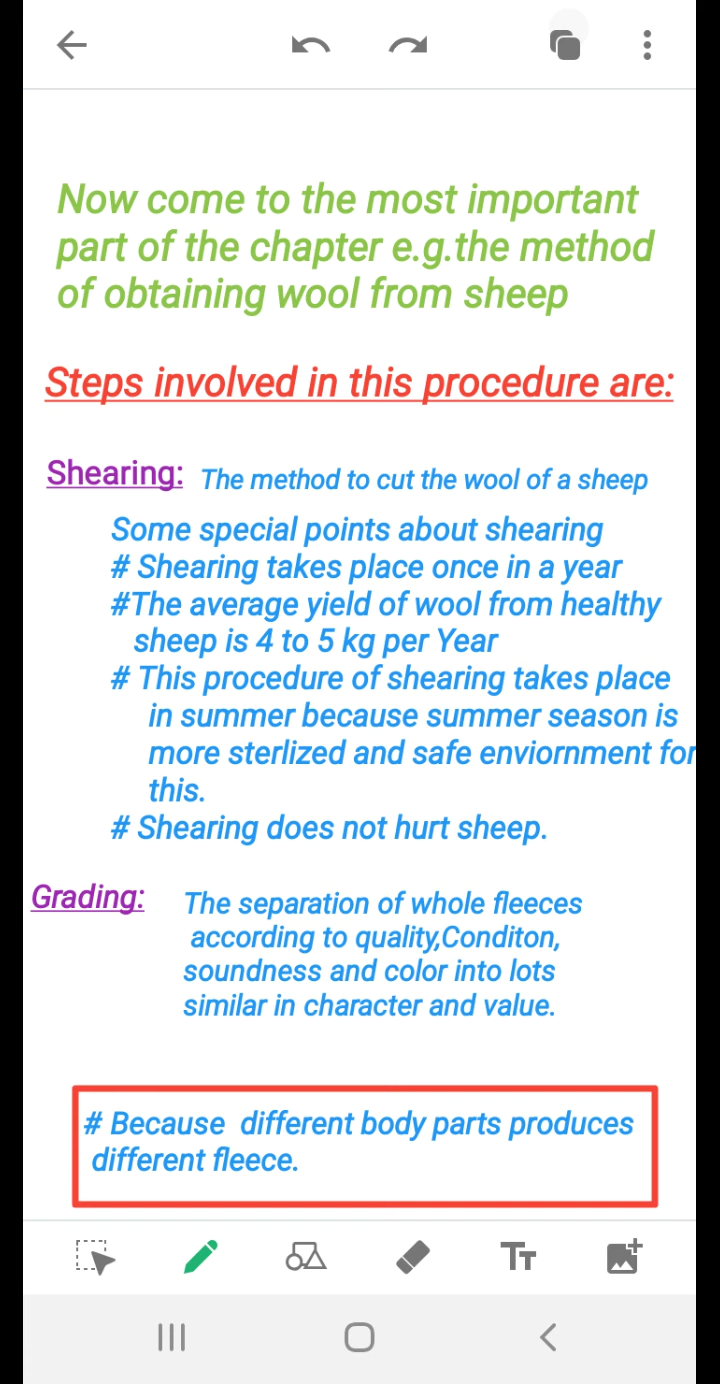 Now come to the most important
part of the chapter e.g.the method
of obtaining wool from sheep
Steps involved in this procedure are:
Shearing: The method to cut the wool of a sheep
Some special points about shearing
# Shearing takes place once in a year
#The average yield of wool from healthy
sheep is 4 to 5 kg per Year
# This procedure of shearing takes place
in summer because summer season is
more sterlized and safe enviornment for
this.
# Shearing does not hurt sheep.
Grading: The separation of whole fleeces
according to quality,Conditon,
soundness and color into lots
similar in character and value.
# Because different body parts produces
different fleece.
TT